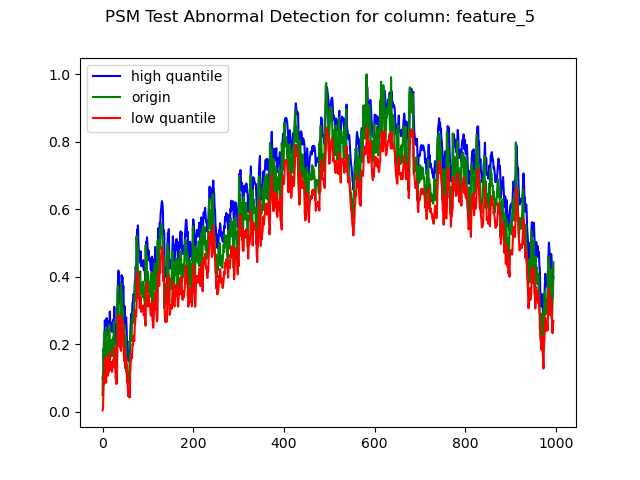 PSM Test Abnormal Detection for column: feature_5
high quantile
origin
low quantile
1.0
0.8
0.6
0.4
0.2
0.0
0 200 400 600 800 1000